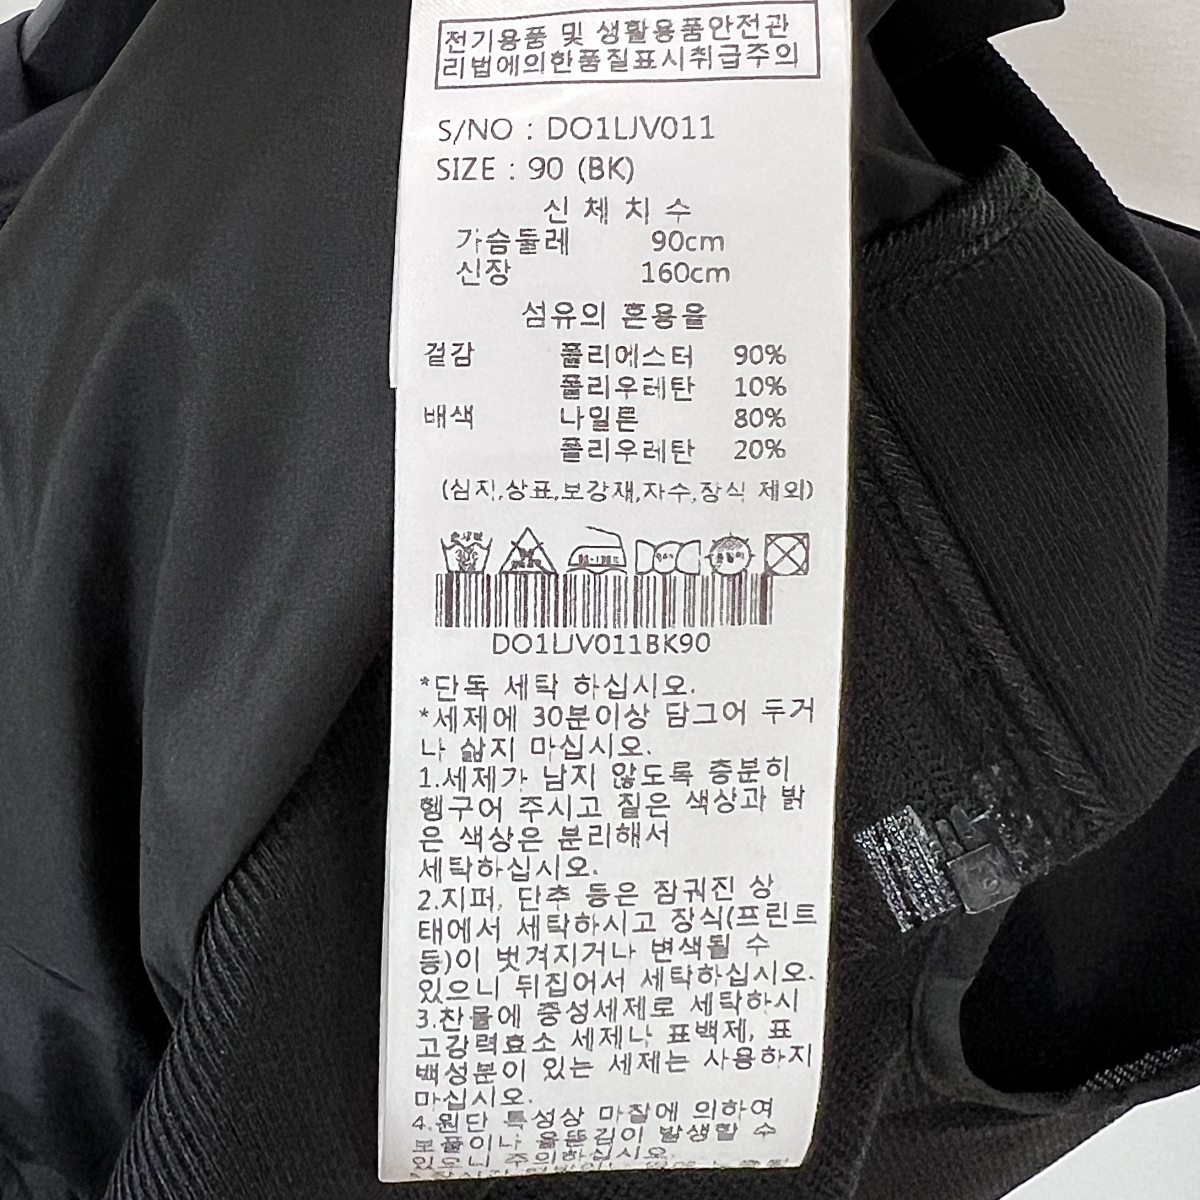 전기용품 및 생활용품안전관
리법에의한품질표시취급주의
S/NO : DO1LJV011
SIZE : 90 (BK)
신 체 치 수
가슴둘레 90cm
신장 160cm
섬유의 혼용율
겉감 폴리에스터 90%
폴리우레탄 10%
배색 나일론 80%
폴리우레탄 20%
(심지,상표,보강재,자수,장식 제외)
DO1LJV011BK90
*단독 세탁 하십시오.
*세제에 30분이상 담그어 두거
나 삶지 마십시오.
1.세제가 남지 않도록 충분히
헹구어 주시고 짙은 색상과 밝
은 색상은 분리해서
세탁하십시오.
2.지퍼, 단추 등은 잠궈진 상
태에서 세탁하시고 장식(프린트
등)이 벗겨지거나 변색될 수
있으니 뒤집어서 세탁하십시오.
3.찬물에 중성세제로 세탁하시
고강력효소 세제나 표백제, 표
백성분이 있는 세제는 사용하지
마십시오.
4.원단 특성상 마찰에 의하여
보풀이나 올뜯김이 발생할 수
있으니 주의하십시오.